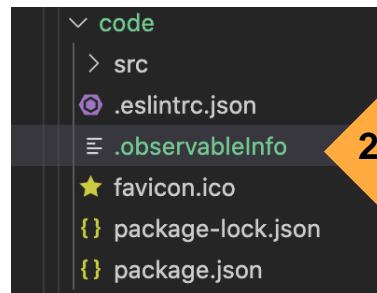 code
src
.eslintrc.json
.observableInfo
2
favicon.ico
package-lock.json
package.json